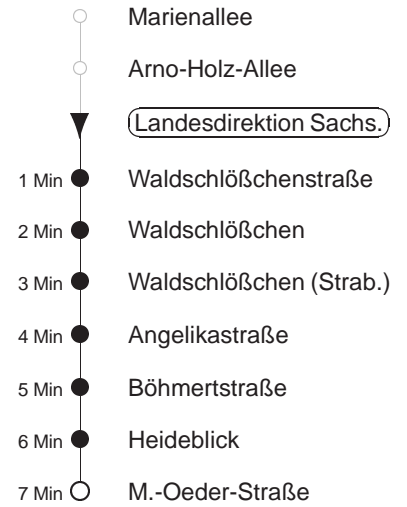 Marienallee
Arno-Holz-Allee
Landesdirektion Sachs.
1 Min Waldschlößchenstraße
2 Min Waldschlößchen
3 Min Waldschlößchen (Strab.)
4 Min Angelikastraße
5 Min Böhmertstraße
6 Min Heideblick
7 Min M.-Oeder-Straße